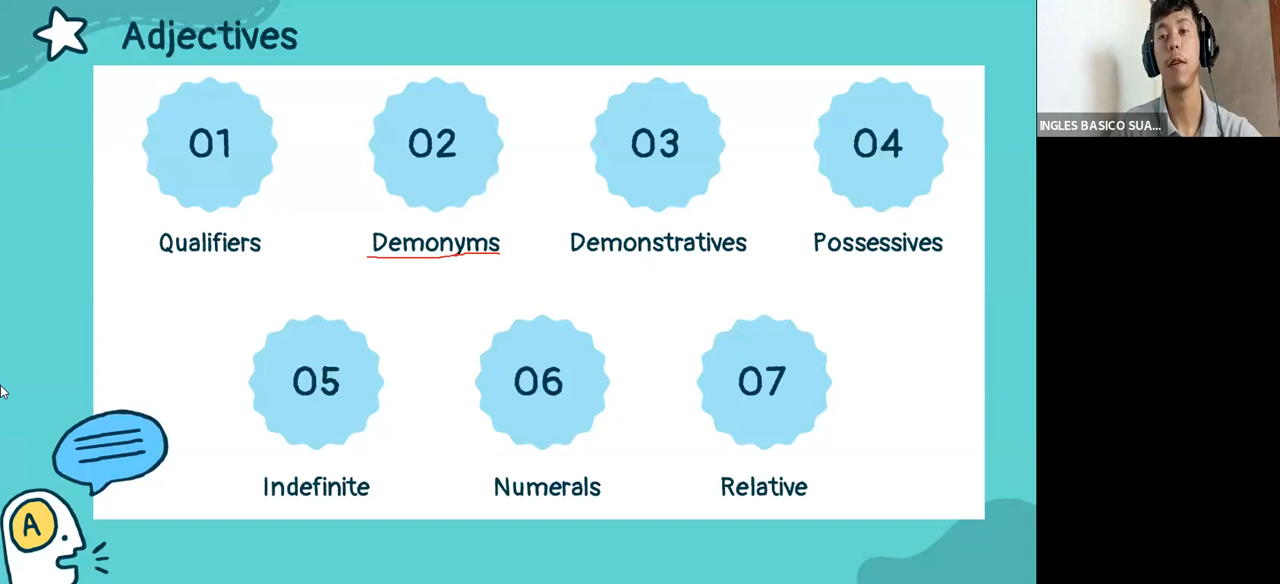 Adjectives
01
02
03
04
Qualifiers
Demonyms
Demonstratives
Possessives
05
06
07
Indefinite
Numerals
Relative
A
INGLES BASICO SUA...